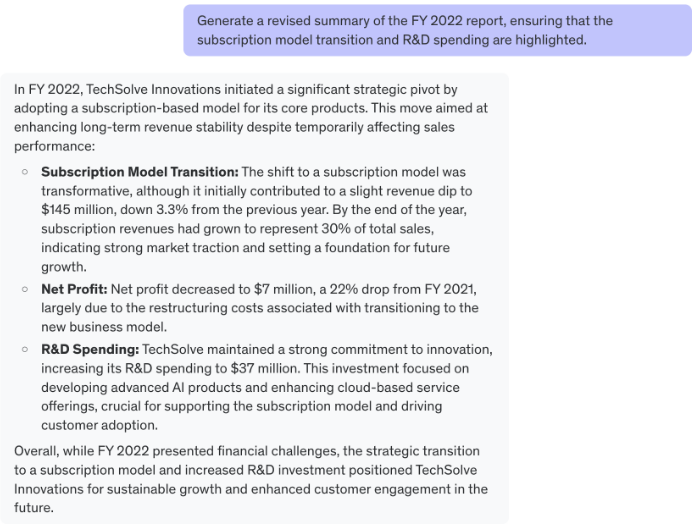 Generate a revised summary of the FY 2022 report, ensuring that the
subscription model transition and R&D spending are highlighted.
In FY 2022, TechSolve Innovations initiated a significant strategic pivot by
adopting a subscription-based model for its core products. This move aimed at
enhancing long-term revenue stability despite temporarily affecting sales
performance:
○ Subscription Model Transition: The shift to a subscription model was
transformative, although it initially contributed to a slight revenue dip to
$145 million, down 3.3% from the previous year. By the end of the year,
subscription revenues had grown to represent 30% of total sales,
indicating strong market traction and setting a foundation for future
growth.
○ Net Profit: Net profit decreased to $7 million, a 22% drop from FY 2021,
largely due to the restructuring costs associated with transitioning to the
new business model.
○ R&D Spending: TechSolve maintained a strong commitment to innovation,
increasing its R&D spending to $37 million. This investment focused on
developing advanced AI products and enhancing cloud-based service
offerings, crucial for supporting the subscription model and driving
customer adoption.
Overall, while FY 2022 presented financial challenges, the strategic transition
to a subscription model and increased R&D investment positioned TechSolve
Innovations for sustainable growth and enhanced customer engagement in the
future.